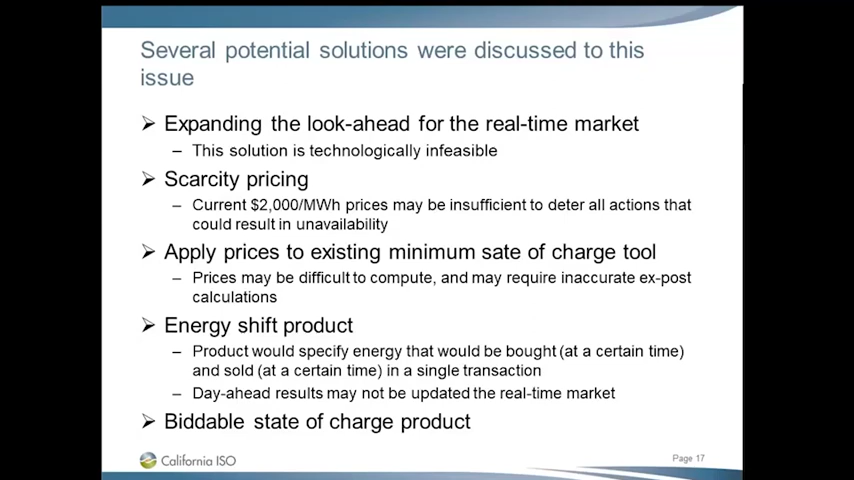 Several potential solutions were discussed to this
issue
➢ Expanding the look-ahead for the real-time market
– This solution is technologically infeasible
➢ Scarcity pricing
– Current $2,000/MWh prices may be insufficient to deter all actions that
could result in unavailability
➢ Apply prices to existing minimum sate of charge tool
– Prices may be difficult to compute, and may require inaccurate ex-post
calculations
➢ Energy shift product
– Product would specify energy that would be bought (at a certain time)
and sold (at a certain time) in a single transaction
– Day-ahead results may not be updated the real-time market
➢ Biddable state of charge product
California ISO
Page 17